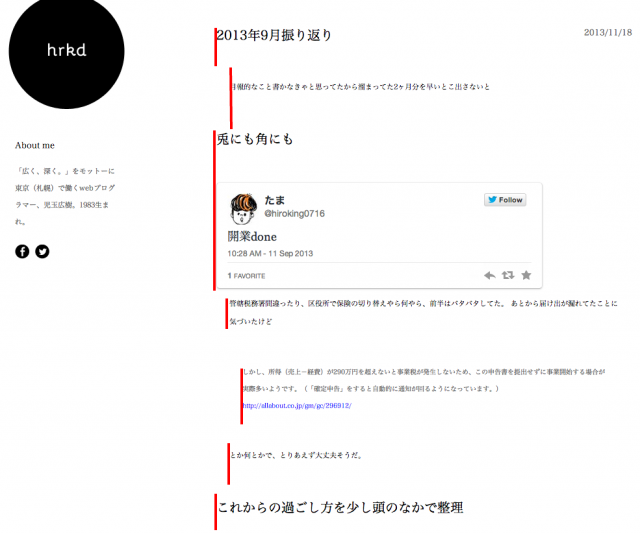 hrkd
About me
「広く、深く。」をモットーに
東京（札幌）で働くwebプログ
ラマー、児玉広樹。1983生ま
れ。
2013年9月振り返り
2013/11/18
月報的なこと書かなきゃと思ってたから溜まってた2ヶ月分を早いとこ出さないと
兎にも角にも
たま
@hiroking0716
Follow
開業done
10:28 AM - 11 Sep 2013
1 FAVORITE
管轄税務署間違ったり、区役所で保険の切り替えやら何やら、前半はバタバタしてた。 あとから届け出が漏れてたことに
気づいたけど
しかし、所得（売上－経費）が290万円を超えないと事業税が発生しないため、この申告書を提出せずに事業開始する場合が
実際多いようです。（「確定申告」をすると自動的に通知が回るようになっています。）
http://allabout.co.jp/gm/gc/296912/
とか何とかで、とりあえず大丈夫そうだ。
これからの過ごし方を少し頭のなかで整理